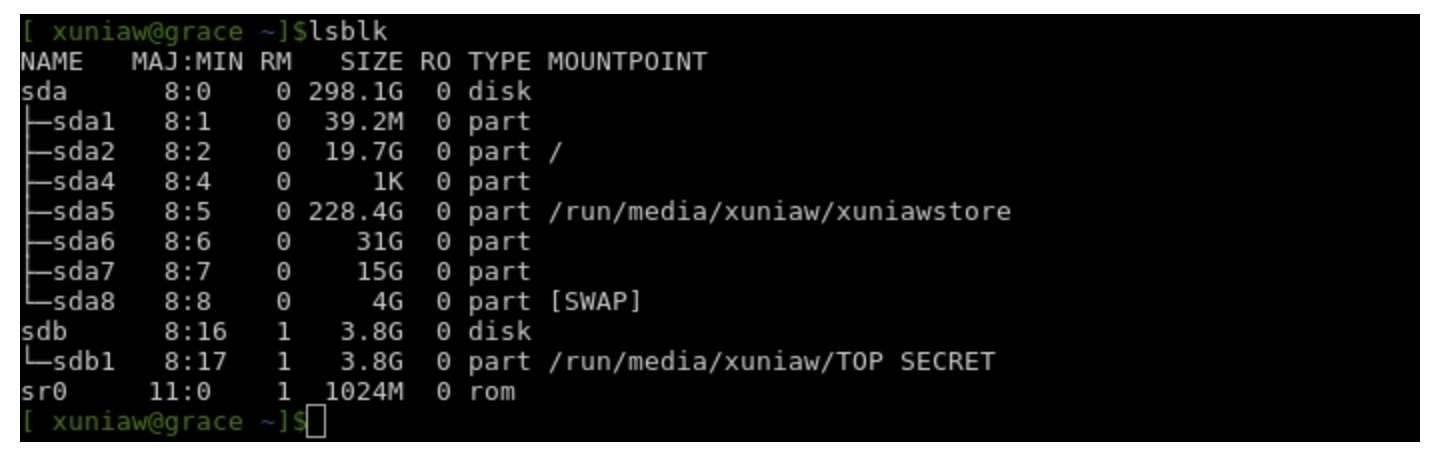 [ xuniaw@grace ~]$lsblk
NAME   MAJ:MIN RM   SIZE RO TYPE MOUNTPOINT
sda      8:0    0 298.1G  0 disk
├─sda1   8:1    0  39.2M  0 part
├─sda2   8:2    0  19.7G  0 part /
├─sda4   8:4    0     1K  0 part
├─sda5   8:5    0 228.4G  0 part /run/media/xuniaw/xuniawstore
├─sda6   8:6    0    31G  0 part
├─sda7   8:7    0    15G  0 part
└─sda8   8:8    0     4G  0 part [SWAP]
sdb      8:16   1   3.8G  0 disk
└─sdb1   8:17   1   3.8G  0 part /run/media/xuniaw/TOP SECRET
sr0     11:0    1  1024M  0 rom
[ xuniaw@grace ~]$